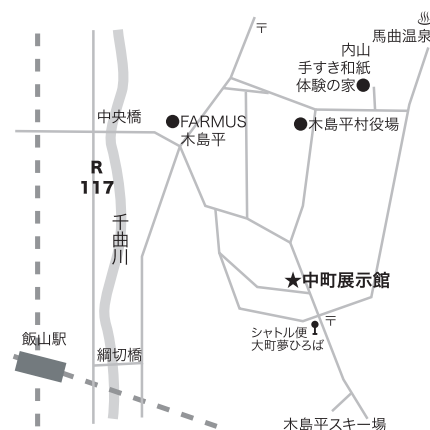 〒
♨
馬曲温泉
内山
手すき和紙
体験の家●
中央橋
●FARMUS
木島平
●木島平村役場
R
117
千曲川
★中町展示館
シャトル便
大町夢ひろば
〒
飯山駅
綱切橋
木島平スキー場